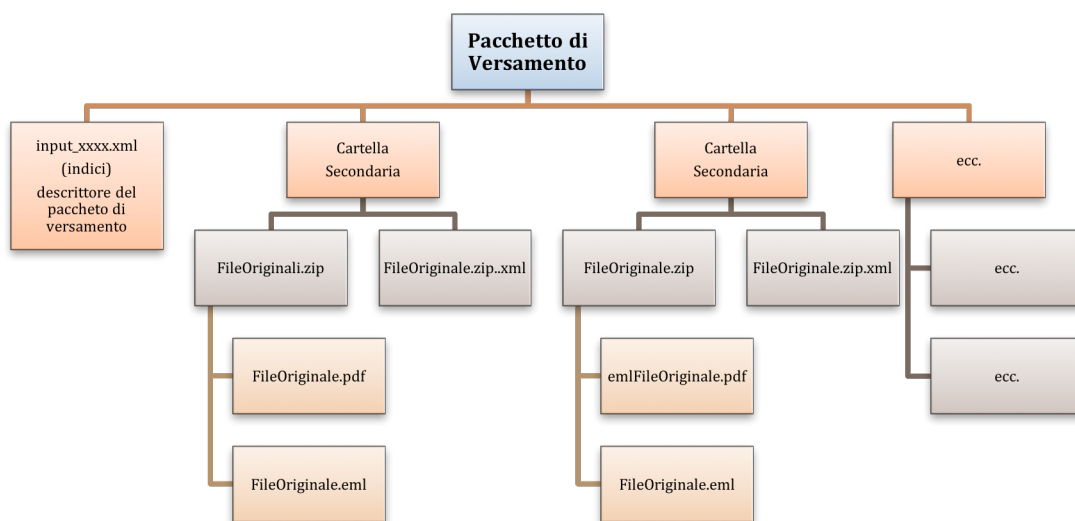 Pacchetto di
Versamento
input_xxxx.xml
(indici)
descrittore del
paccheto di
versamento
Cartella
Secondaria
Cartella
Secondaria
ecc.
FileOriginali.zip
FileOriginale.zip..xml
FileOriginale.zip
FileOriginale.zip.xml
ecc.
FileOriginale.pdf
emlFileOriginale.pdf
ecc.
FileOriginale.eml
FileOriginale.eml